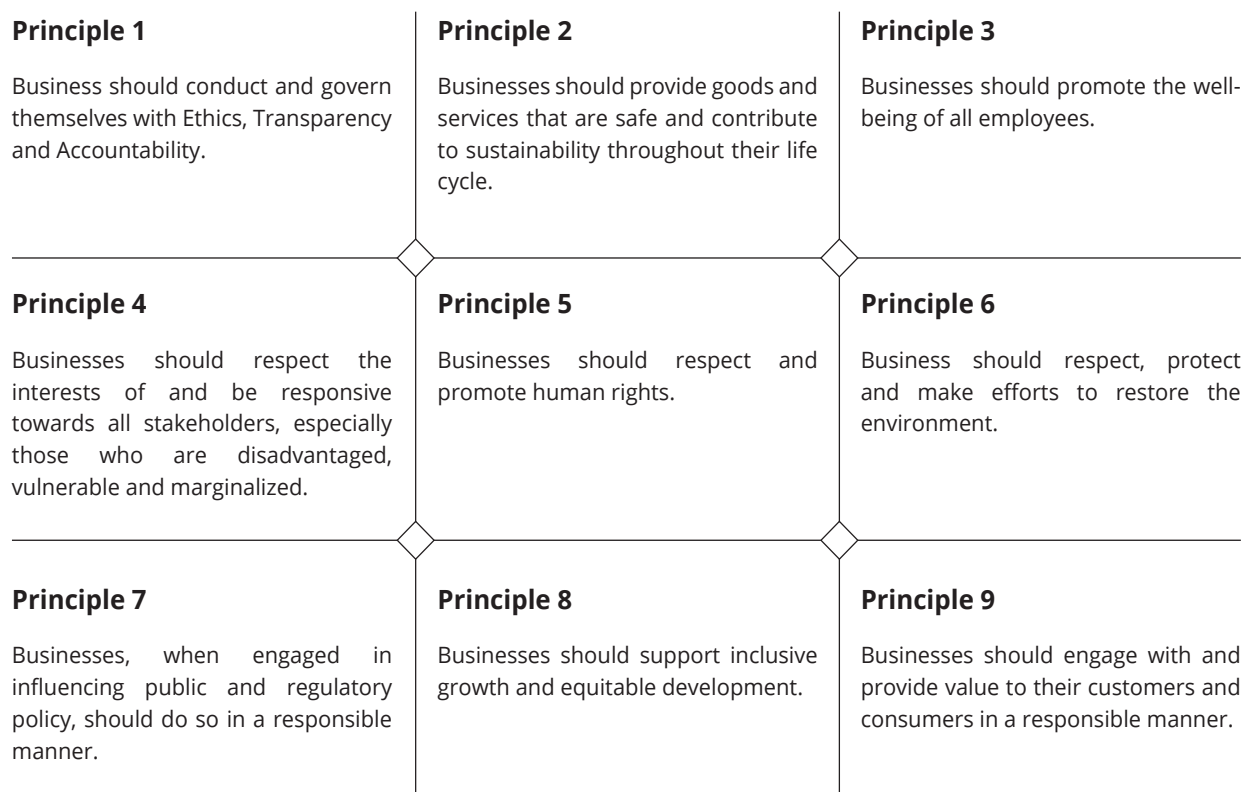 Principle 1
Business should conduct and govern
themselves with Ethics, Transparency
and Accountability.
Principle 2
Businesses should provide goods and
services that are safe and contribute
to sustainability throughout their life
cycle.
Principle 3
Businesses should promote the well-
being of all employees.
Principle 4
Businesses should respect the
interests of and be responsive
towards all stakeholders, especially
those who are disadvantaged,
vulnerable and marginalized.
Principle 5
Businesses should respect and
promote human rights.
Principle 6
Business should respect, protect
and make efforts to restore the
environment.
Principle 7
Businesses, when engaged in
influencing public and regulatory
policy, should do so in a responsible
manner.
Principle 8
Businesses should support inclusive
growth and equitable development.
Principle 9
Businesses should engage with and
provide value to their customers and
consumers in a responsible manner.